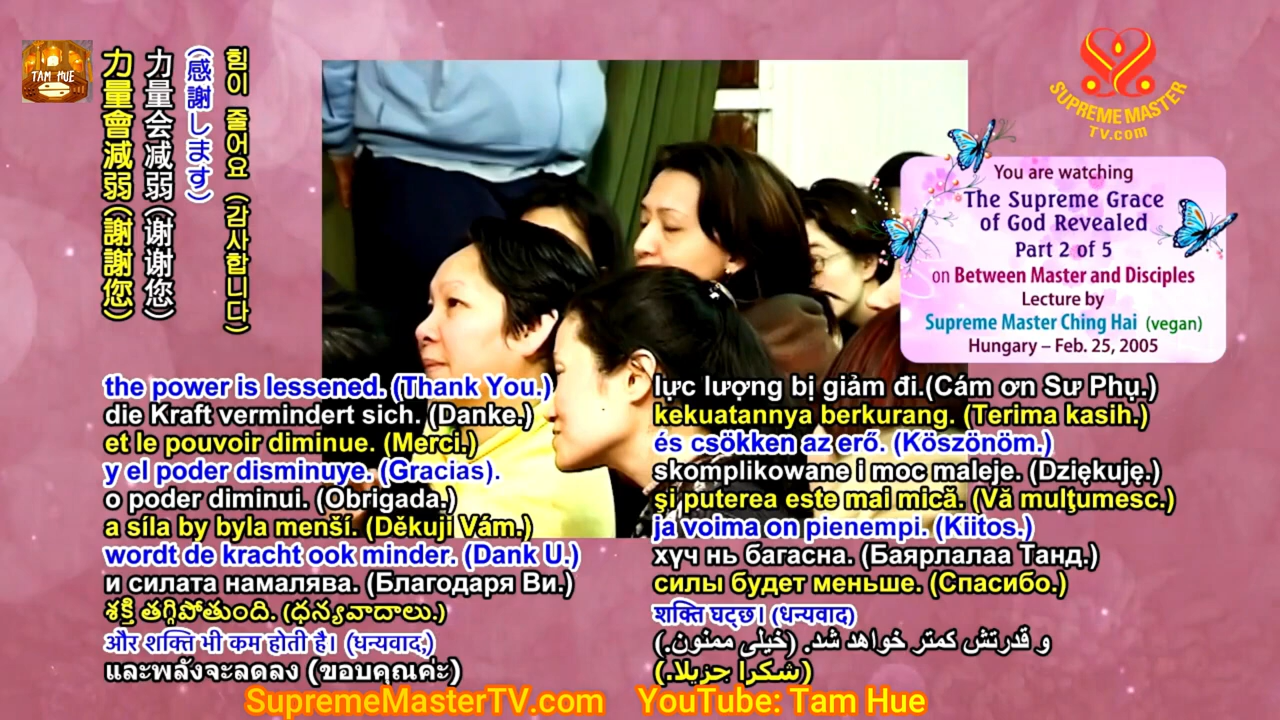 TAM HUE
力量會減弱(謝謝您)
力量会减弱(谢谢您)
(感謝します)
힘이 줄어요 (감사합니다)
SUPREME MASTER
TV.com
You are watching
The Supreme Grace
of God Revealed
Part 2 of 5
on Between Master and Disciples
Lecture by
Supreme Master Ching Hai (vegan)
Hungary – Feb. 25, 2005
the power is lessened. (Thank You.)
die Kraft vermindert sich. (Danke.)
et le pouvoir diminue. (Merci.)
y el poder disminuye. (Gracias).
o poder diminui. (Obrigada.)
a síla by byla menší. (Děkuji Vám.)
wordt de kracht ook minder. (Dank U.)
и силата намалява. (Благодаря Ви.)
శక్తి తగ్గిపోతుంది. (ధన్యవాదాలు.)
और शक्ति भी कम होती है। (धन्यवाद,)
และพลังจะลดลง (ขอบคุณค่ะ)
lực lượng bị giảm đi.(Cám ơn Sư Phụ.)
kekuatannya berkurang. (Terima kasih.)
és csökken az erő. (Köszönöm.)
skomplikowane i moc maleje. (Dziękuję.)
şi puterea este mai mică. (Vă mulţumesc.)
ja voima on pienempi. (Kiitos.)
хүч нь багасна. (Баярлалаа Танд.)
силы будет меньше. (Спасибо.)
शक्ति घट्छ। (धन्यवाद)
و قدرتش کمتر خواهد شد. (خیلی ممنون.)
(شكرا جزيلا.)
SupremeMasterTV.com YouTube: Tam Hue